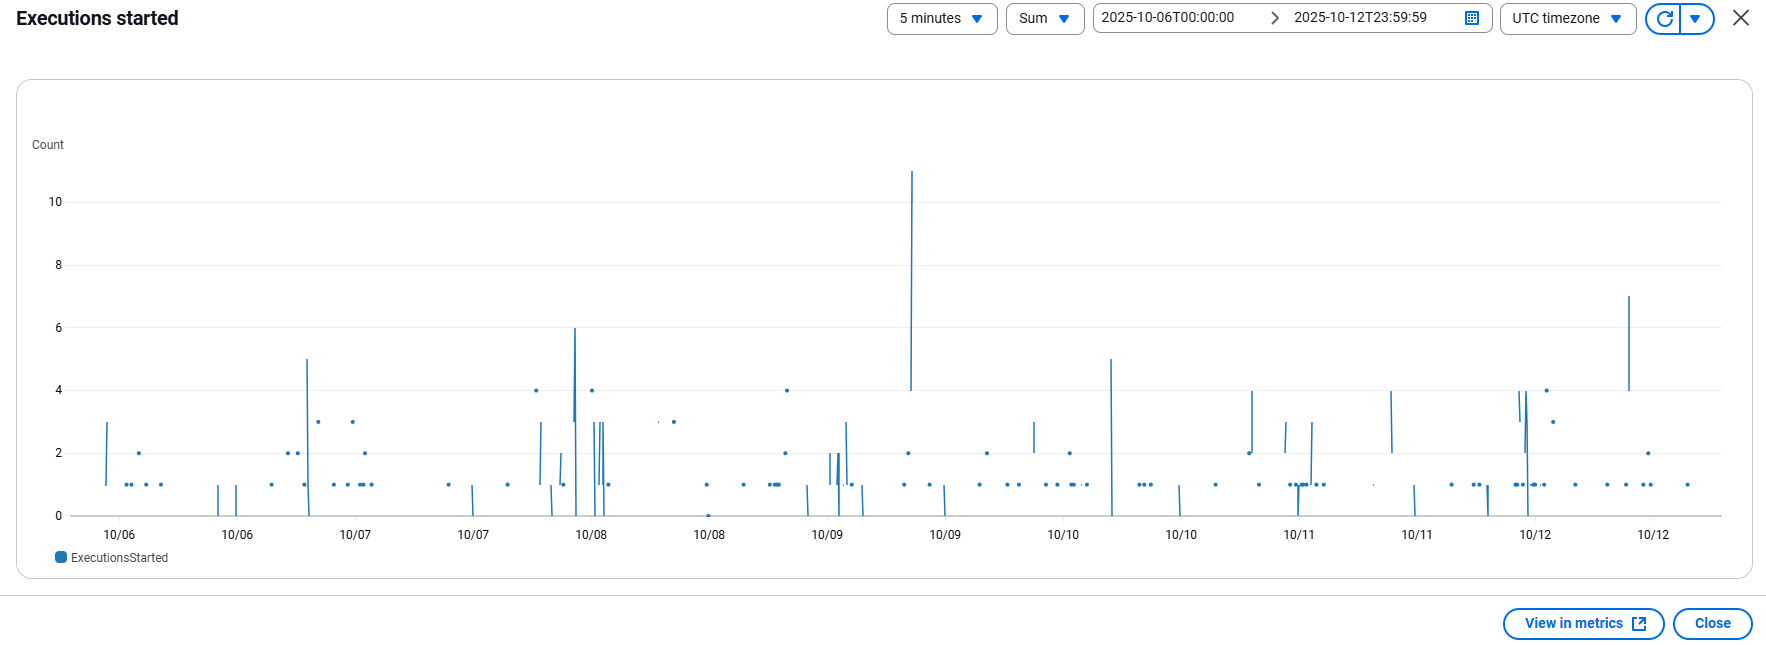 Executions started
5 minutes
Sum
2025-10-06T00:00:00
2025-10-12T23:59:59
UTC timezone
Count
10
8
6
4
2
0
10/06
10/06
10/07
10/07
10/08
10/08
10/09
10/09
10/10
10/10
10/11
10/11
10/12
10/12
ExecutionsStarted
View in metrics
Close